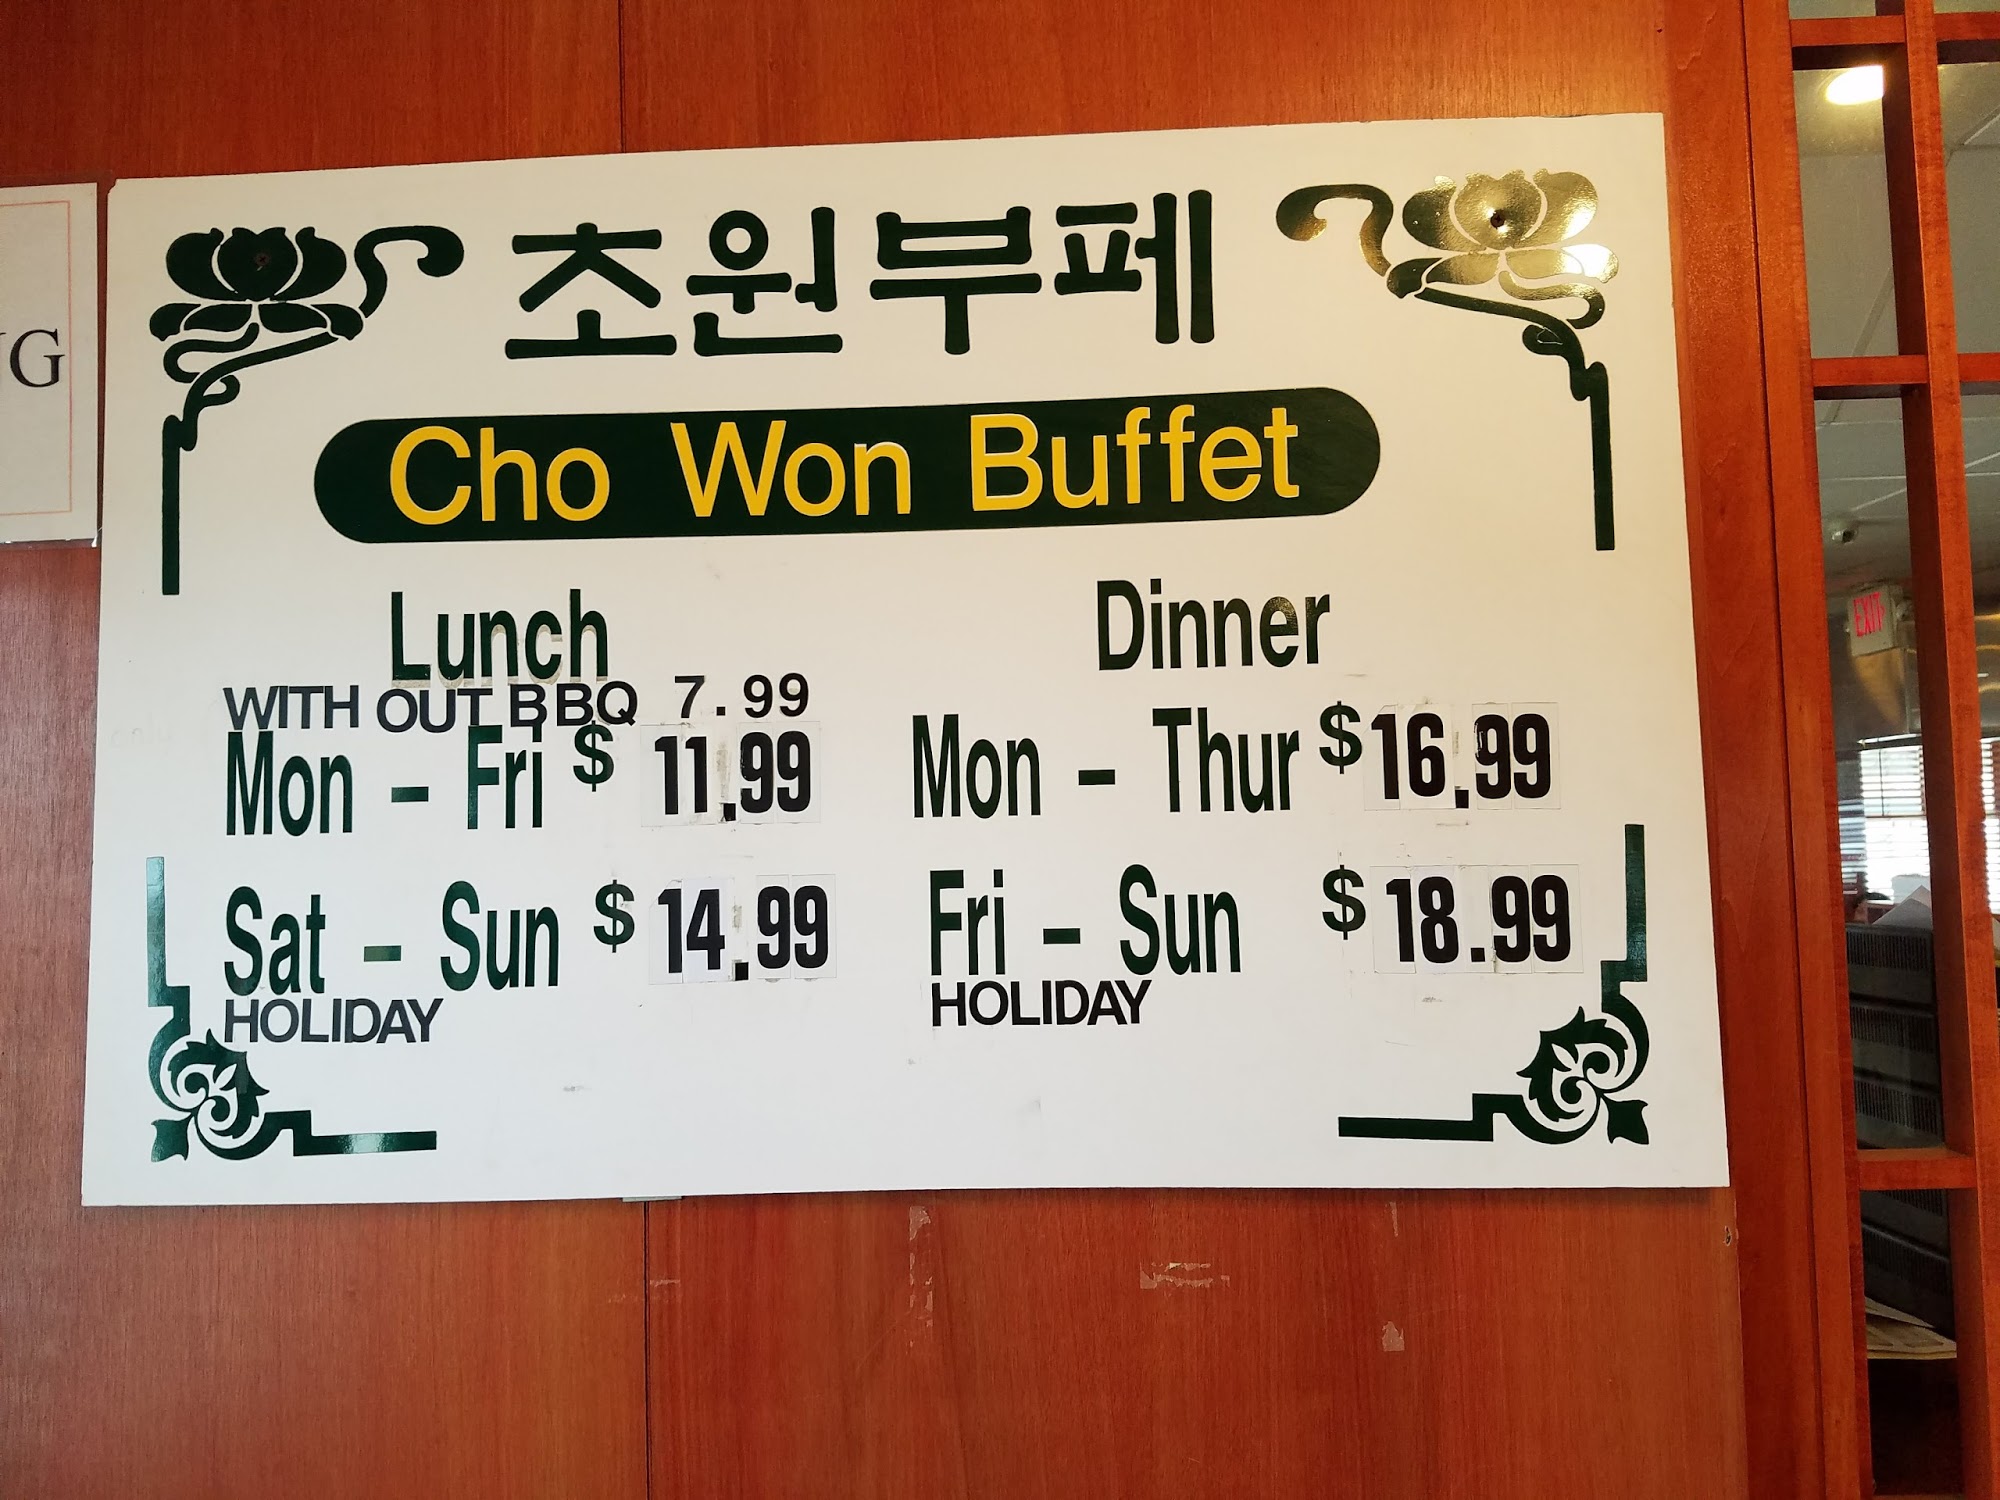 초원부페
Cho Won Buffet
Lunch
WITH OUT BBQ 7.99
Mon - Fri $ 11.99
Sat - Sun $ 14.99
HOLIDAY
Dinner
Mon - Thur $ 16.99
Fri - Sun $ 18.99
HOLIDAY
EXIT